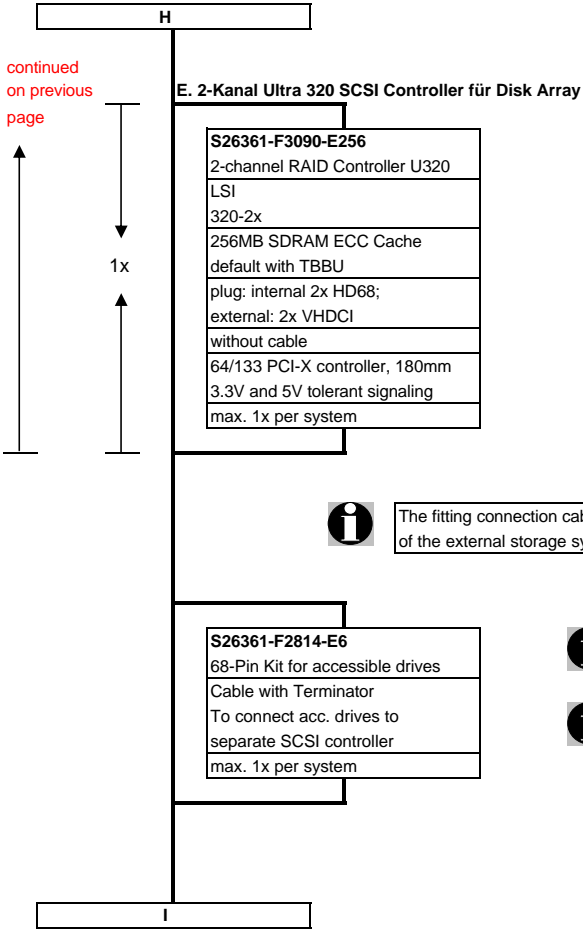 H
continued
on previous
page
E. 2-Kanal Ultra 320 SCSI Controller für Disk Array
1x
S26361-F3090-E256
2-channel RAID Controller U320
LSI
320-2x
256MB SDRAM ECC Cache
default with TBBU
plug: internal 2x HD68;
external: 2x VHDCI
without cable
64/133 PCI-X controller, 180mm
3.3V and 5V tolerant signaling
max. 1x per system
i
The fitting connection
of the external storage
S26361-F2814-E6
68-Pin Kit for accessible drives
Cable with Terminator
To connect acc. drives to
separate SCSI controller
max. 1x per system
I